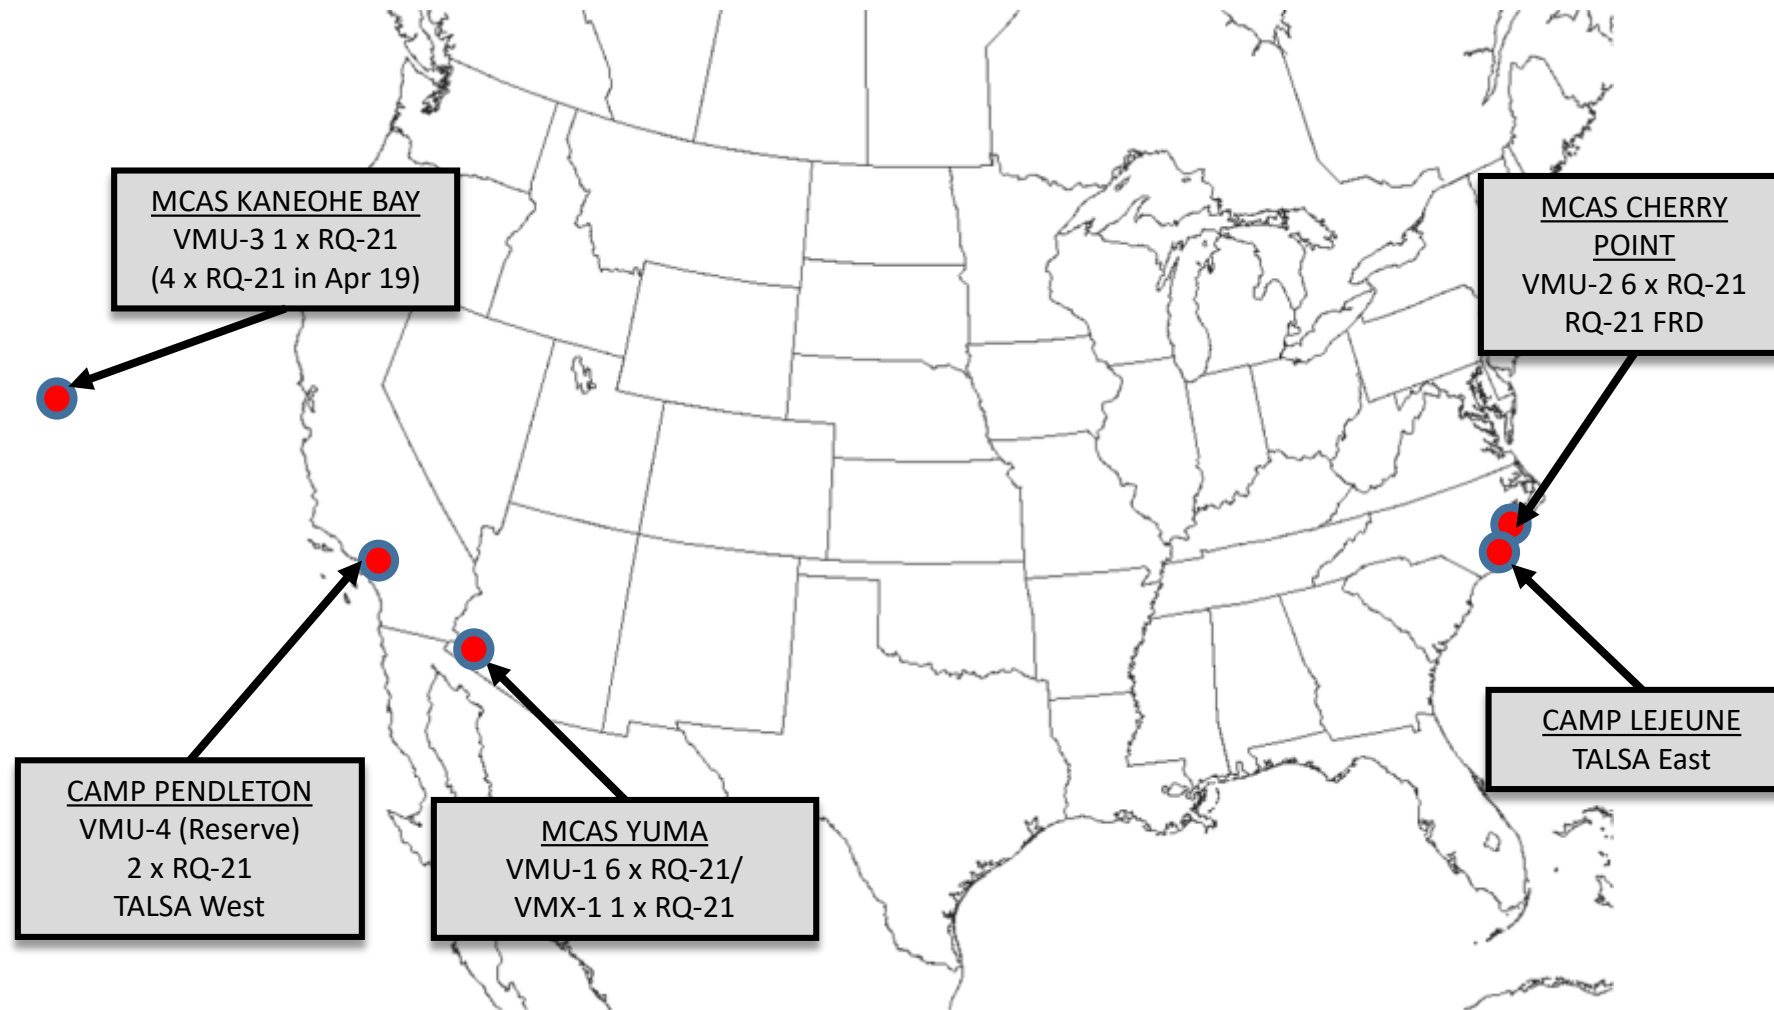 MCAS KANEOHE BAY
VMU-3 1 x RQ-21
(4 x RQ-21 in Apr 19)
MCAS CHERRY
POINT
VMU-2 6 x RQ-21
RQ-21 FRD
CAMP PENDLETON
VMU-4 (Reserve)
2 x RQ-21
TALSA West
MCAS YUMA
VMU-1 6 x RQ-21/
VMX-1 1 x RQ-21
CAMP LEJEUNE
TALSA East